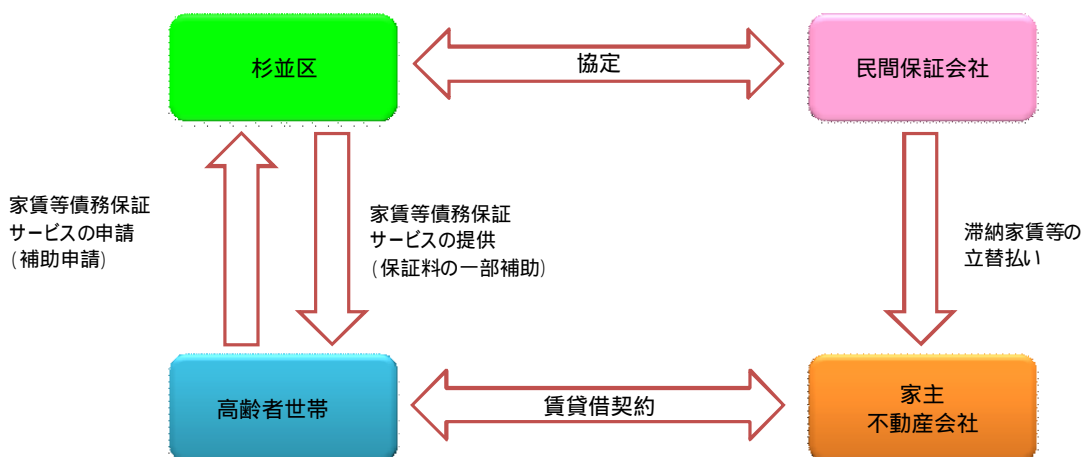 杉並区
協定
民間保証会社
家賃等債務保証
サービスの申請
(補助申請)
家賃等債務保証
サービスの提供
(保証料の一部補助)
滞納家賃等の
立替払い
高齢者世帯
賃貸借契約
家主
不動産会社